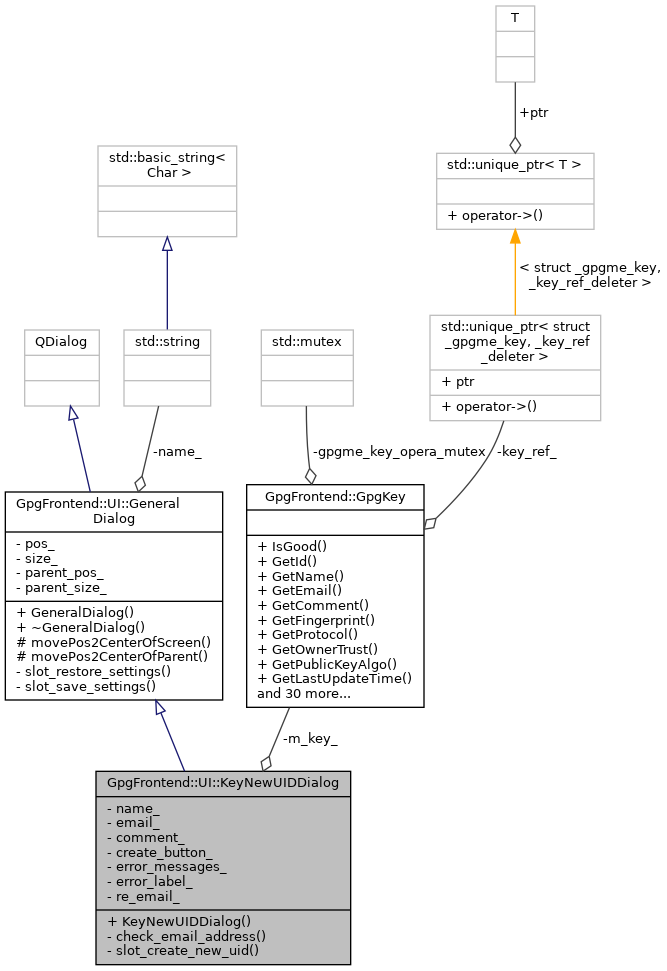 T
+ptr
std::basic_string<
Char >
std::unique_ptr< T >
+ operator->()
< struct _gpgme_key,
_key_ref_deleter >
QDialog
std::string
std::mutex
std::unique_ptr< struct
_gpgme_key, _key_ref
_deleter >
+ ptr
+ operator->()
-name_
-gpgme_key_opera_mutex
-key_ref_
GpgFrontend::UI::General
Dialog
- pos_
- size_
- parent_pos_
- parent_size_
+ GeneralDialog()
+ ~GeneralDialog()
# movePos2CenterOfScreen()
# movePos2CenterOfParent()
- slot_restore_settings()
- slot_save_settings()
GpgFrontend::GpgKey
+ IsGood()
+ GetId()
+ GetName()
+ GetEmail()
+ GetComment()
+ GetFingerprint()
+ GetProtocol()
+ GetOwnerTrust()
+ GetPublicKeyAlgo()
+ GetLastUpdateTime()
and 30 more...
-m_key_
GpgFrontend::UI::KeyNewUIDDialog
- name_
- email_
- comment_
- create_button_
- error_messages_
- error_label_
- re_email_
+ KeyNewUIDDialog()
- check_email_address()
- slot_create_new_uid()